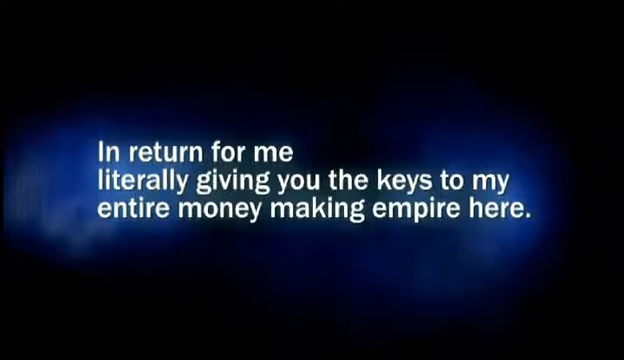 In return for me
literally giving you the keys to my
entire money making empire here.